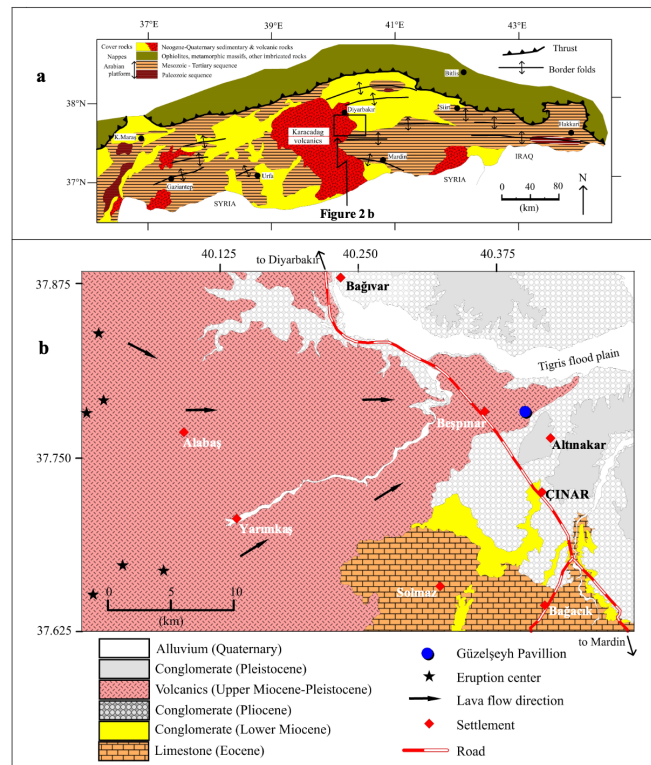 37°E 39°E 41°E 43°E
a
Cover rocks Neogene-Quaternary sedimentary & volcanic rocks
Nappes Ophiolites, metamorphic massifs, other imbricated rocks
Arabian platform Mesozoic - Tertiary sequence
Paleozoic sequence
Thrust
Border folds
Bitlis
38°N
Diyarbakır
Siirt
K.Maraş
Hakkari
Karacadag
volcanics
Mardin
IRAQ
37°N
Gaziantep
Urfa
SYRIA
SYRIA
0 50
(km)
N
Figure 2 b
40.125 40.250 40.375
to Diyarbakır
37.875
Bağıvar
b
Tigris flood plain
Beşpınar
Alabaş
Altınakar
37.750
ÇINAR
Yarımkaş
Solmaz
Bağacık
0 5 10
(km)
37.625
to Mardin
Alluvium (Quaternary)
Conglomerate (Pleistocene)
Volcanics (Upper Miocene-Pleistocene)
Conglomerate (Pliocene)
Conglomerate (Lower Miocene)
Limestone (Eocene)
Güzelşeyh Pavillion
Eruption center
Lava flow direction
Settlement
Road